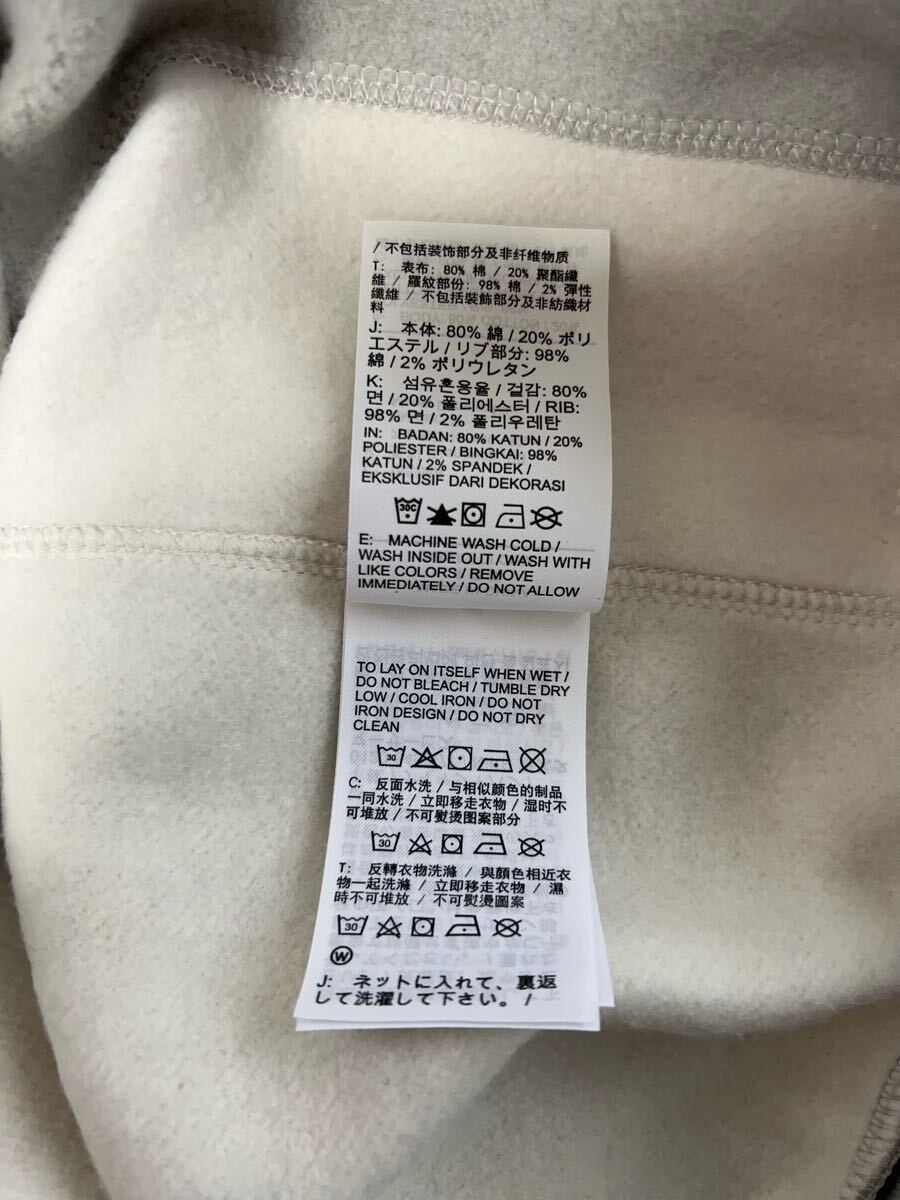 / 不包括装饰部分及非纤维物质
T: 表布: 80% 棉 / 20% 聚酯纖
維 / 羅紋部份: 98% 棉 / 2% 彈性
纖維 / 不包括裝飾部分及非紡織材
料
J: 本体: 80% 綿 / 20% ポリ
エステル / リブ部分: 98%
綿 / 2% ポリウレタン
K: 섬유혼용율 / 겉감: 80%
면 / 20% 폴리에스터 / RIB:
98% 면 / 2% 폴리우레탄
IN: BADAN: 80% KATUN / 20%
POLIESTER / BINGKAI: 98%
KATUN / 2% SPANDEK /
EKSKLUSIF DARI DEKORASI
30C
E: MACHINE WASH COLD /
WASH INSIDE OUT / WASH WITH
LIKE COLORS / REMOVE
IMMEDIATELY / DO NOT ALLOW
TO LAY ON ITSELF WHEN WET /
DO NOT BLEACH / TUMBLE DRY
LOW / COOL IRON / DO NOT
IRON DESIGN / DO NOT DRY
CLEAN
30
C: 反面水洗 / 与相似颜色的制品
一同水洗 / 立即移走衣物 / 湿时不
可堆放 / 不可熨烫图案部分
30
T: 反轉衣物洗滌 / 與顏色相近衣
物一起洗滌 / 立即移走衣物 / 濕
時不可堆放 / 不可熨燙圖案
30
W
J: ネットに入れて、裏返
して洗濯して下さい。 /